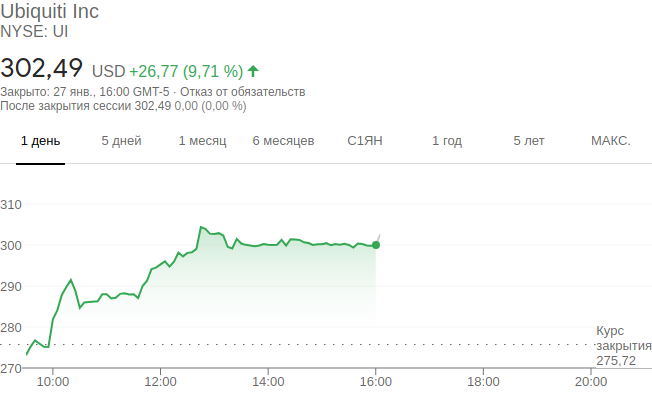 Ubiquiti Inc
NYSE: UI
302,49 USD +26,77 (9,71 %)
Закрыто: 27 янв., 16:00 GMT-5 · Отказ от обязательств
После закрытия сессии 302,49 0,00 (0,00 %)
1 день 5 дней 1 месяц 6 месяцев С1ЯН 1 год 5 лет МАКС.
310
300
290
280
270
Курс
закрытия
275,72
10:00 12:00 14:00 16:00 18:00 20:00